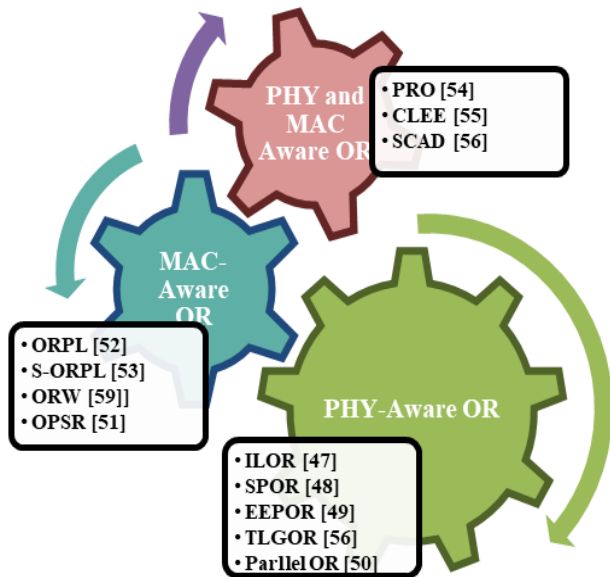 PHY and
MAC
Aware OR
• PRO [54]
• CLEE [55]
• SCAD [56]
MAC-
Aware
OR
• ORPL [52]
• S-ORPL [53]
• ORW [59]]
• OPSR [51]
PHY-Aware OR
• ILOR [47]
• SPOR [48]
• EEPOR [49]
• TLGOR [56]
• Parllel OR [50]